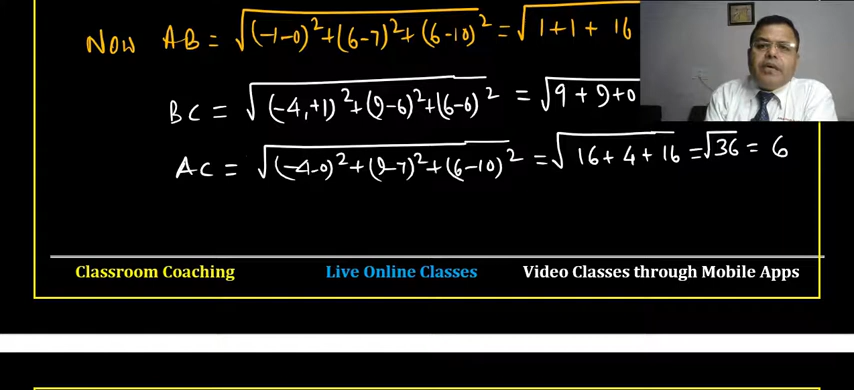 Now AB = √(-1-0)² + (6-7)² + (6-10)² = √1 + 1 + 16
BC = √(-4,+1)² + (9-6)² + (6-6)² = √9 + 9 + 0
AC = √(-4-0)² + (9-7)² + (6-10)² = √16 + 4 + 16 = √36 = 6
Classroom Coaching Live Online Classes Video Classes through Mobile Apps